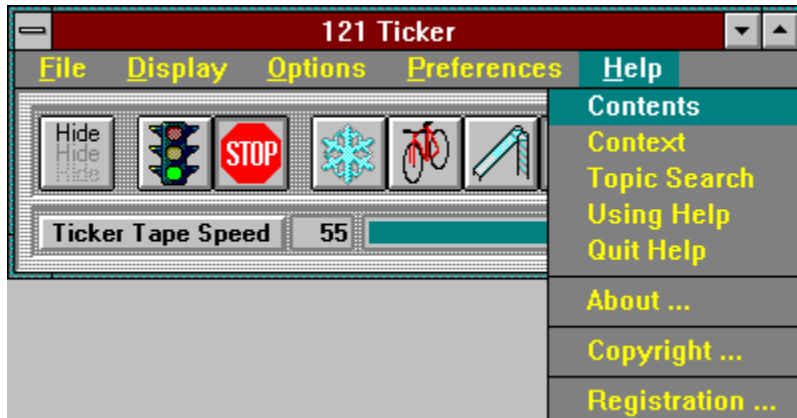 121 Ticker
File Display Options Preferences Help
Hide
Hide
Hide
STOP
Ticker Tape Speed 55
Contents
Context
Topic Search
Using Help
Quit Help
About ...
Copyright ...
Registration ...